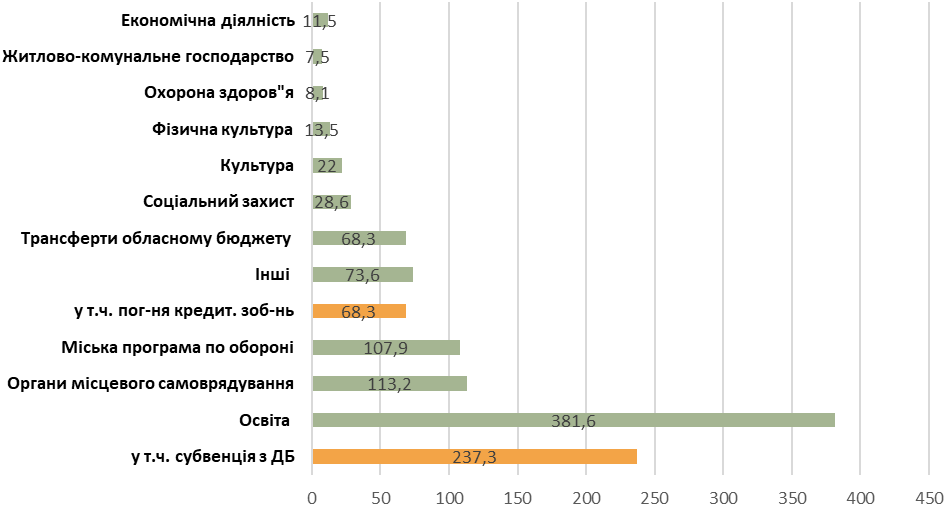 Економічна діялність 11,5
Житлово-комунальне господарство 7,5
Охорона здоров"я 8,1
Фізична культура 13,5
Культура 22
Соціальний захист 28,6
Трансферти обласному бюджету 68,3
Інші 73,6
у т.ч. пог-ня кредит. зоб-нь 68,3
Міська програма по обороні 107,9
Органи місцевого самоврядування 113,2
Освіта 381,6
у т.ч. субвенція з ДБ 237,3
0 50 100 150 200 250 300 350 400 450